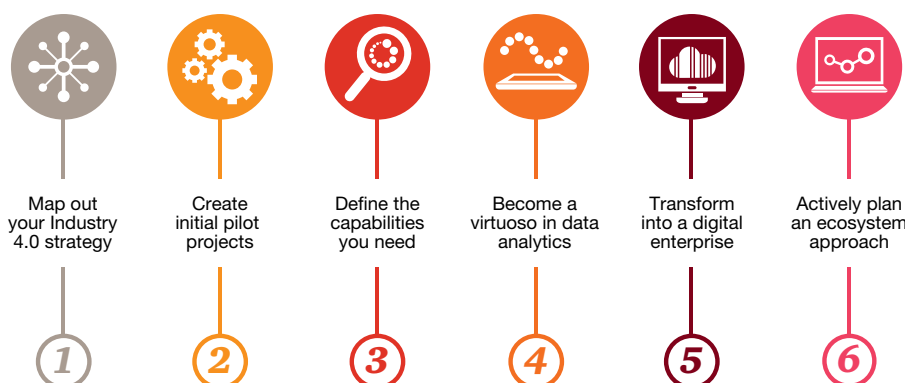 Map out
your Industry
4.0 strategy
Create
initial pilot
projects
Define the
capabilities
you need
Become a
virtuoso in data
analytics
Transform
into a digital
enterprise
Actively plan
an ecosystem
approach
1
2
3
4
5
6